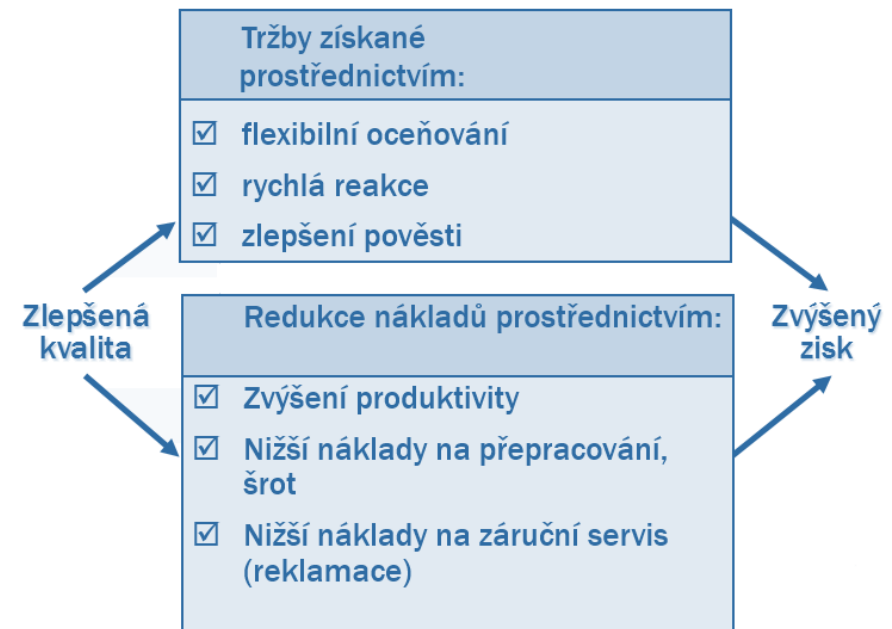 Tržby získané
prostřednictvím:
☑ flexibilní oceňování
☑ rychlá reakce
☑ zlepšení pověsti
Zlepšená
kvalita
Redukce nákladů prostřednictvím:
☑ Zvýšení produktivity
☑ Nižší náklady na přepracování,
šrot
☑ Nižší náklady na záruční servis
(reklamace)
Zvýšený
zisk